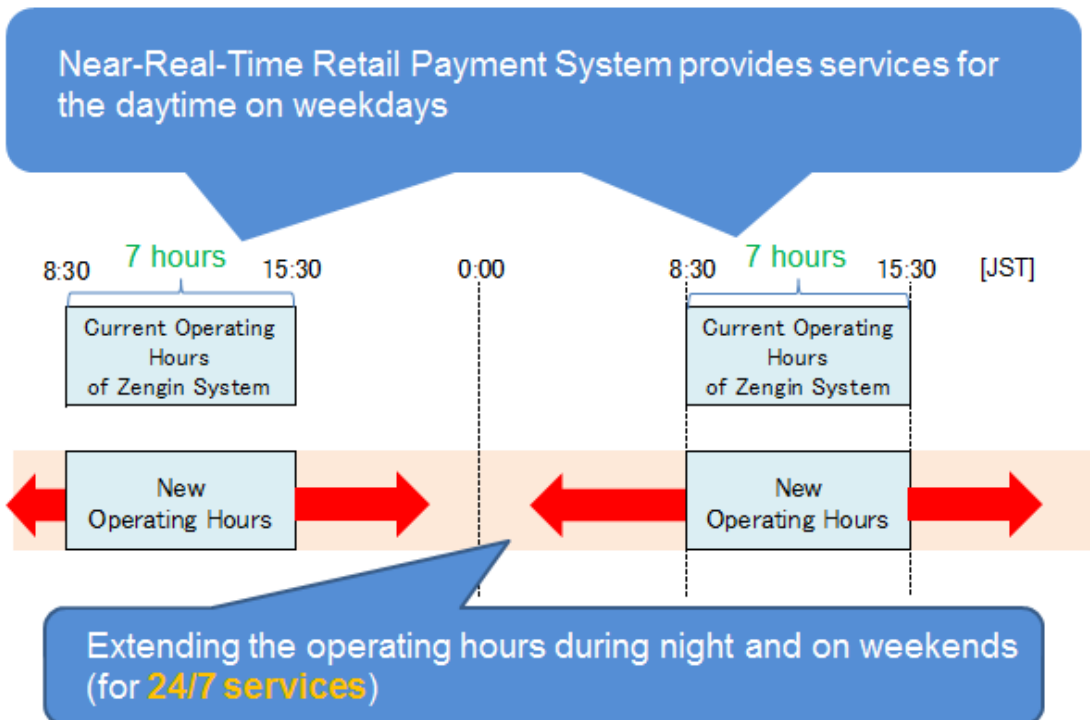 Near-Real-Time Retail Payment System provides services for
the daytime on weekdays
8:30 7 hours 15:30 0:00 8:30 7 hours 15:30 [JST]
Current Operating
Hours
of Zengin System
Current Operating
Hours
of Zengin System
New
Operating Hours
New
Operating Hours
Extending the operating hours during night and on weekends
(for 24/7 services)